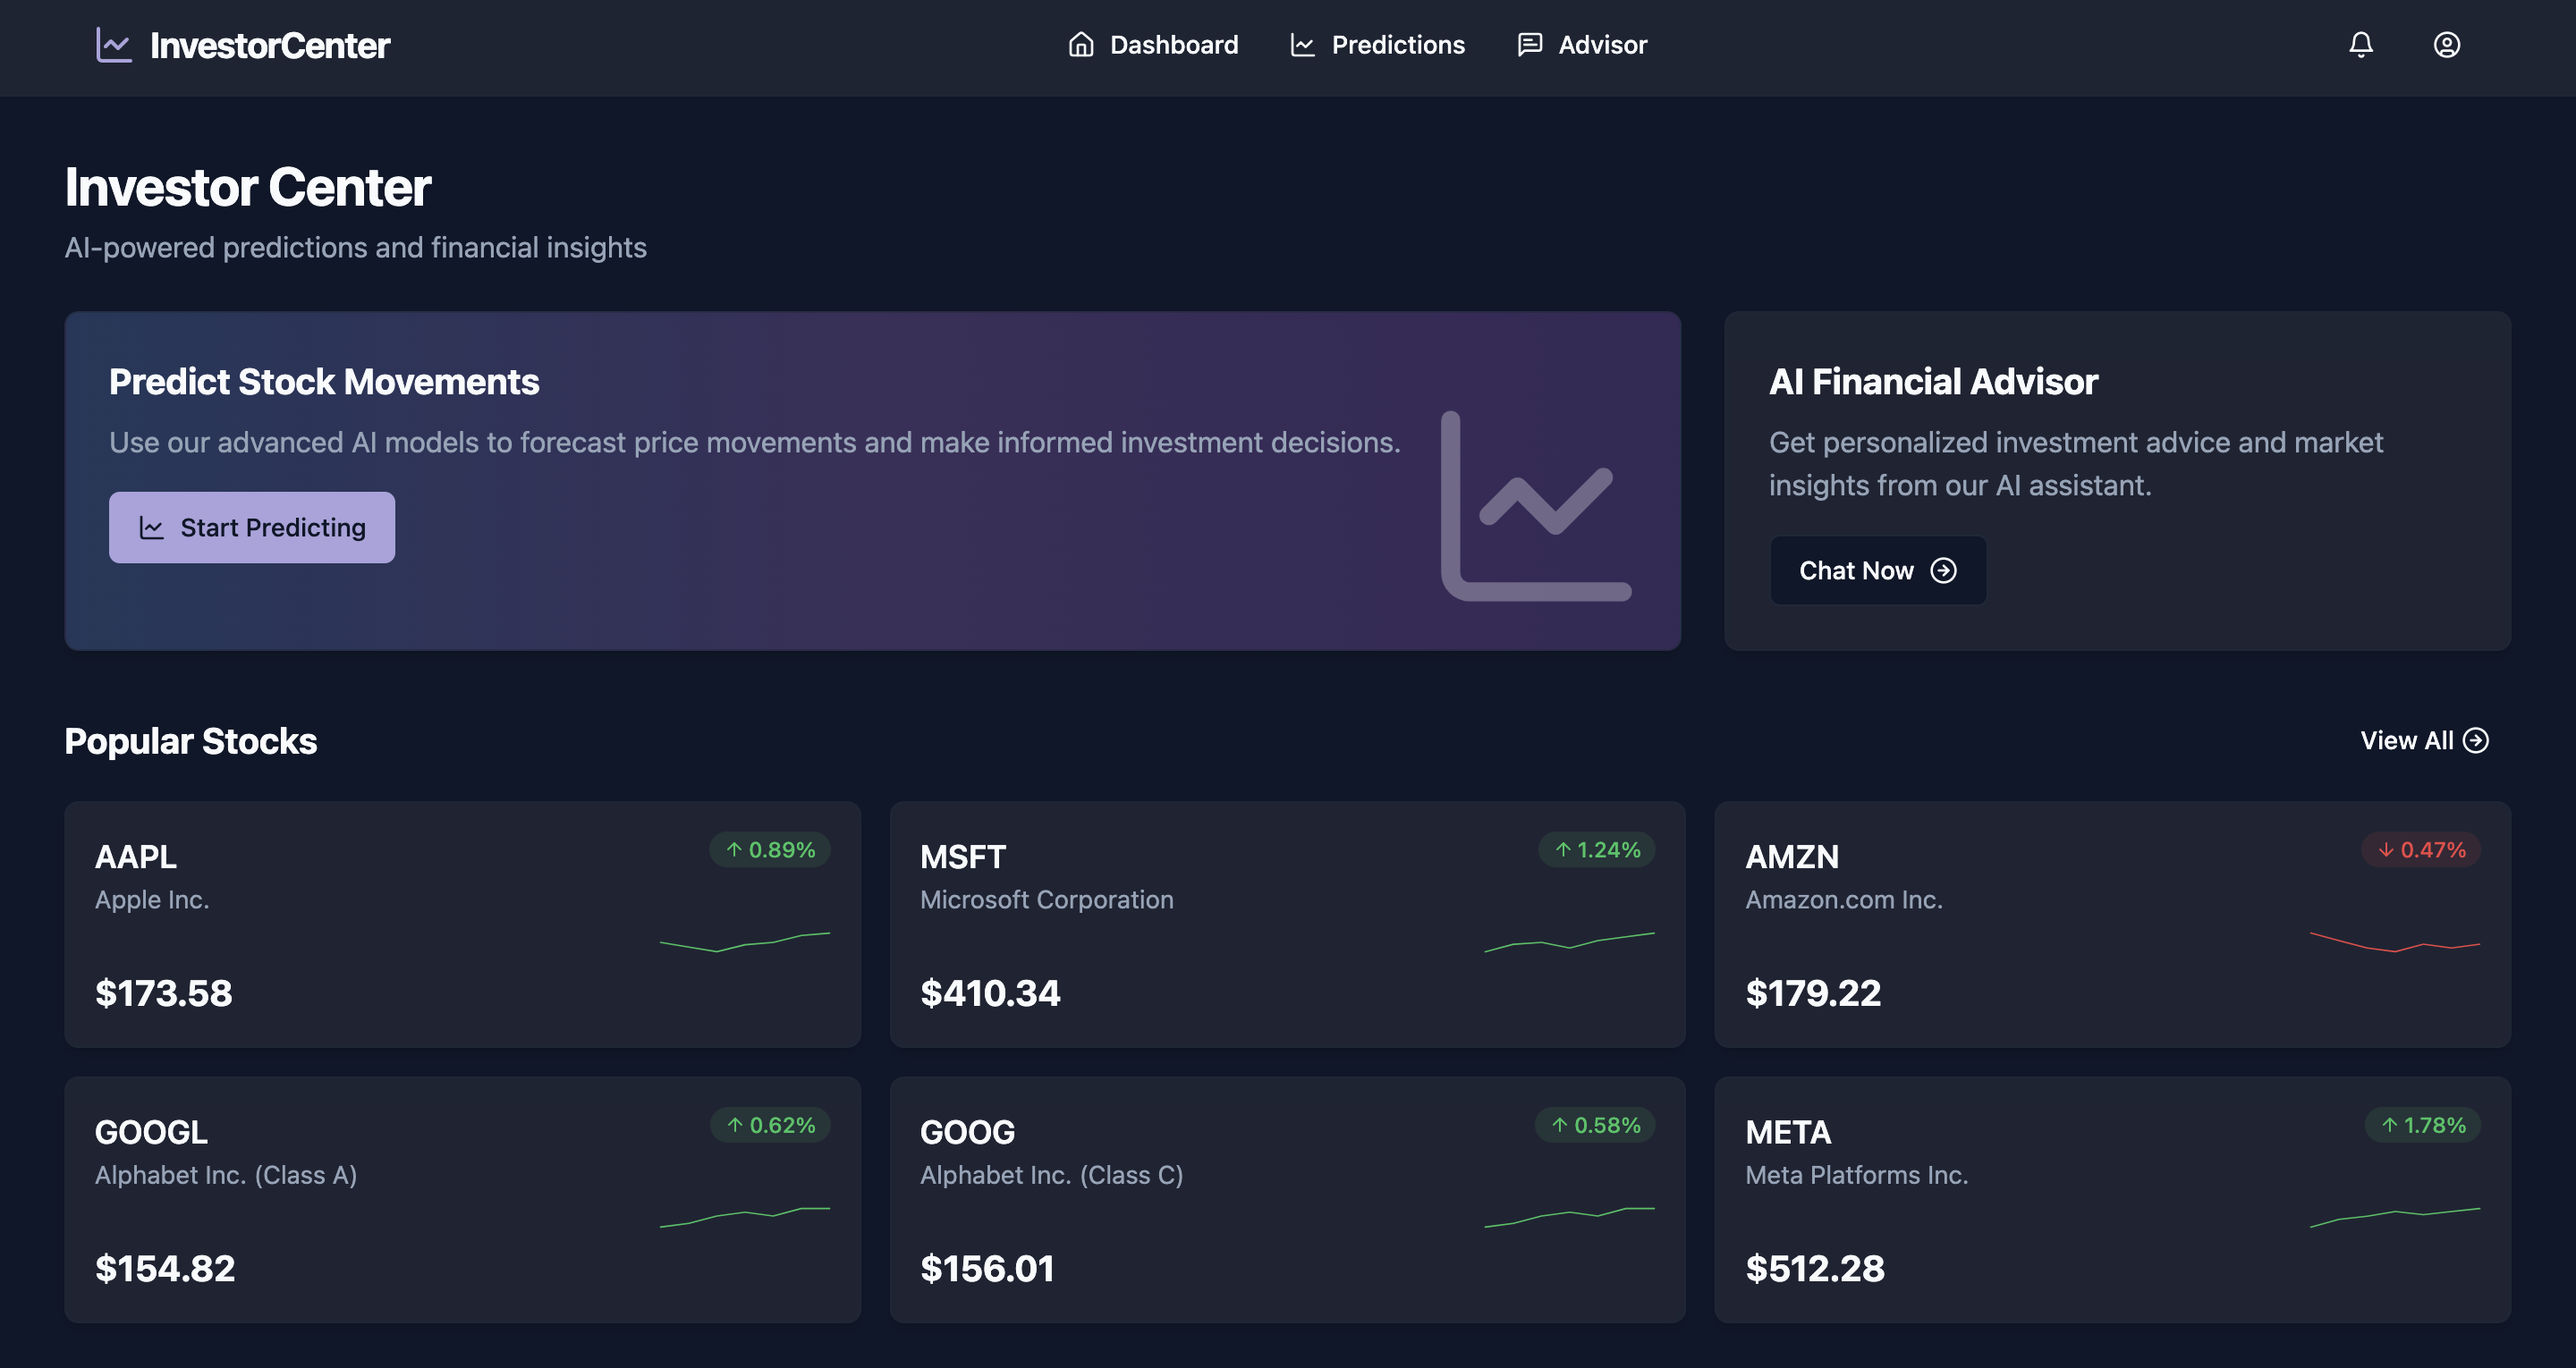 InvestorCenter
Dashboard
Predictions
Advisor
Investor Center
AI-powered predictions and financial insights
Predict Stock Movements
Use our advanced AI models to forecast price movements and make informed investment decisions.
Start Predicting
AI Financial Advisor
Get personalized investment advice and market
insights from our AI assistant.
Chat Now
Popular Stocks
View All
AAPL
↑ 0.89%
Apple Inc.
$173.58
MSFT
↑ 1.24%
Microsoft Corporation
$410.34
AMZN
↓ 0.47%
Amazon.com Inc.
$179.22
GOOGL
↑ 0.62%
Alphabet Inc. (Class A)
$154.82
GOOG
↑ 0.58%
Alphabet Inc. (Class C)
$156.01
META
↑ 1.78%
Meta Platforms Inc.
$512.28